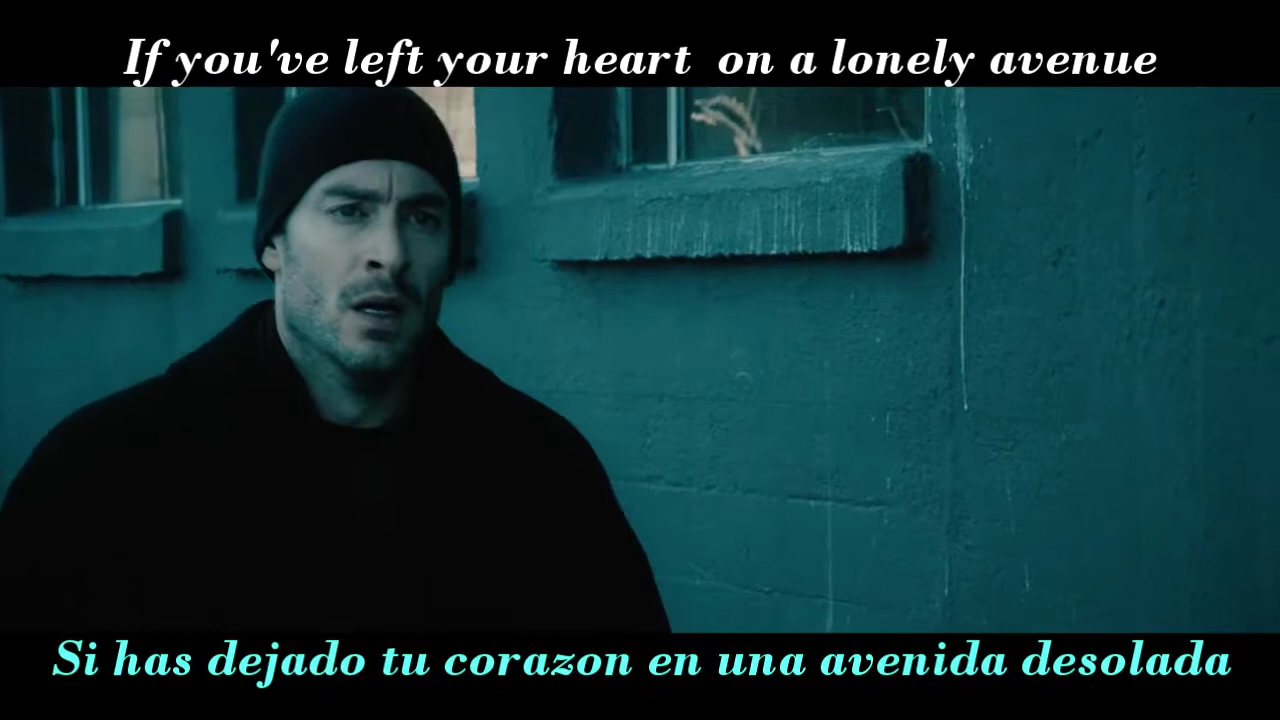 If you've left your heart on a lonely avenue
Si has dejado tu corazon en una avenida desolada